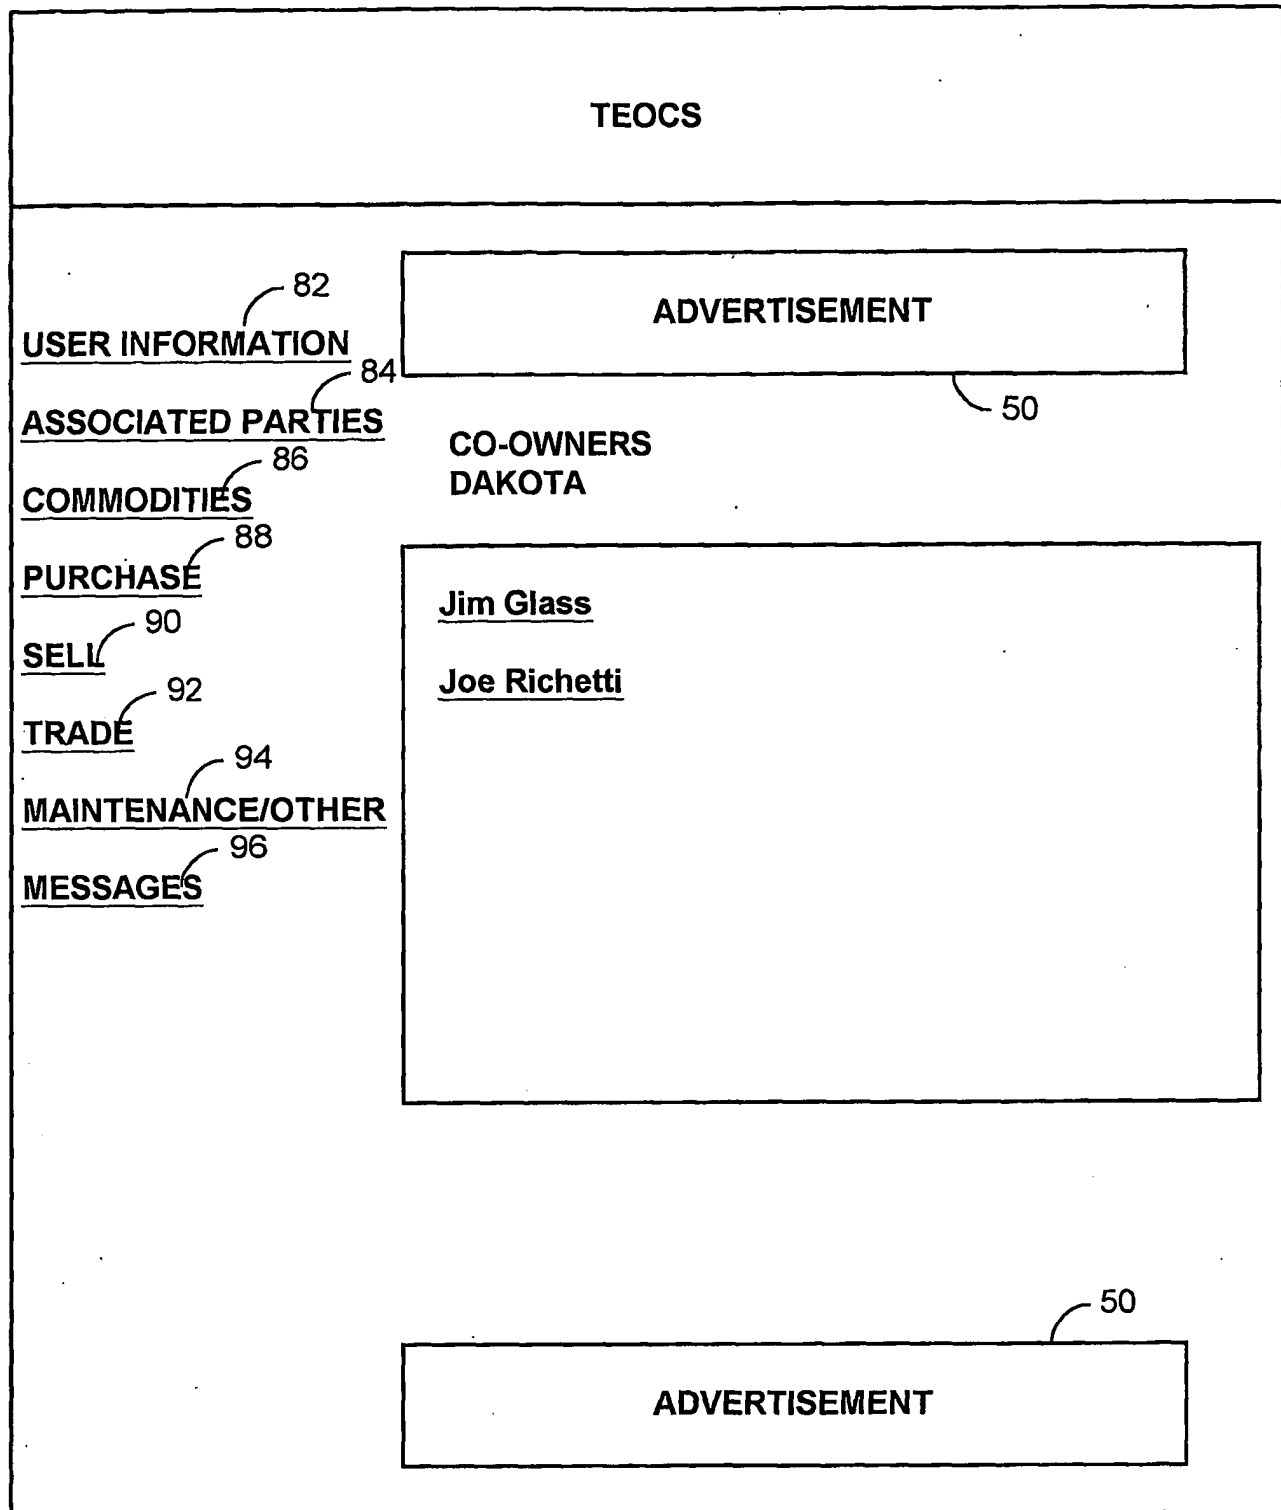 TEOCS
82
USER INFORMATION
84
ASSOCIATED PARTIES
86
COMMODITIES
88
PURCHASE
90
SELL
92
TRADE
94
MAINTENANCE/OTHER
96
MESSAGES
ADVERTISEMENT
50
CO-OWNERS
DAKOTA
Jim Glass
Joe Richetti
50
ADVERTISEMENT